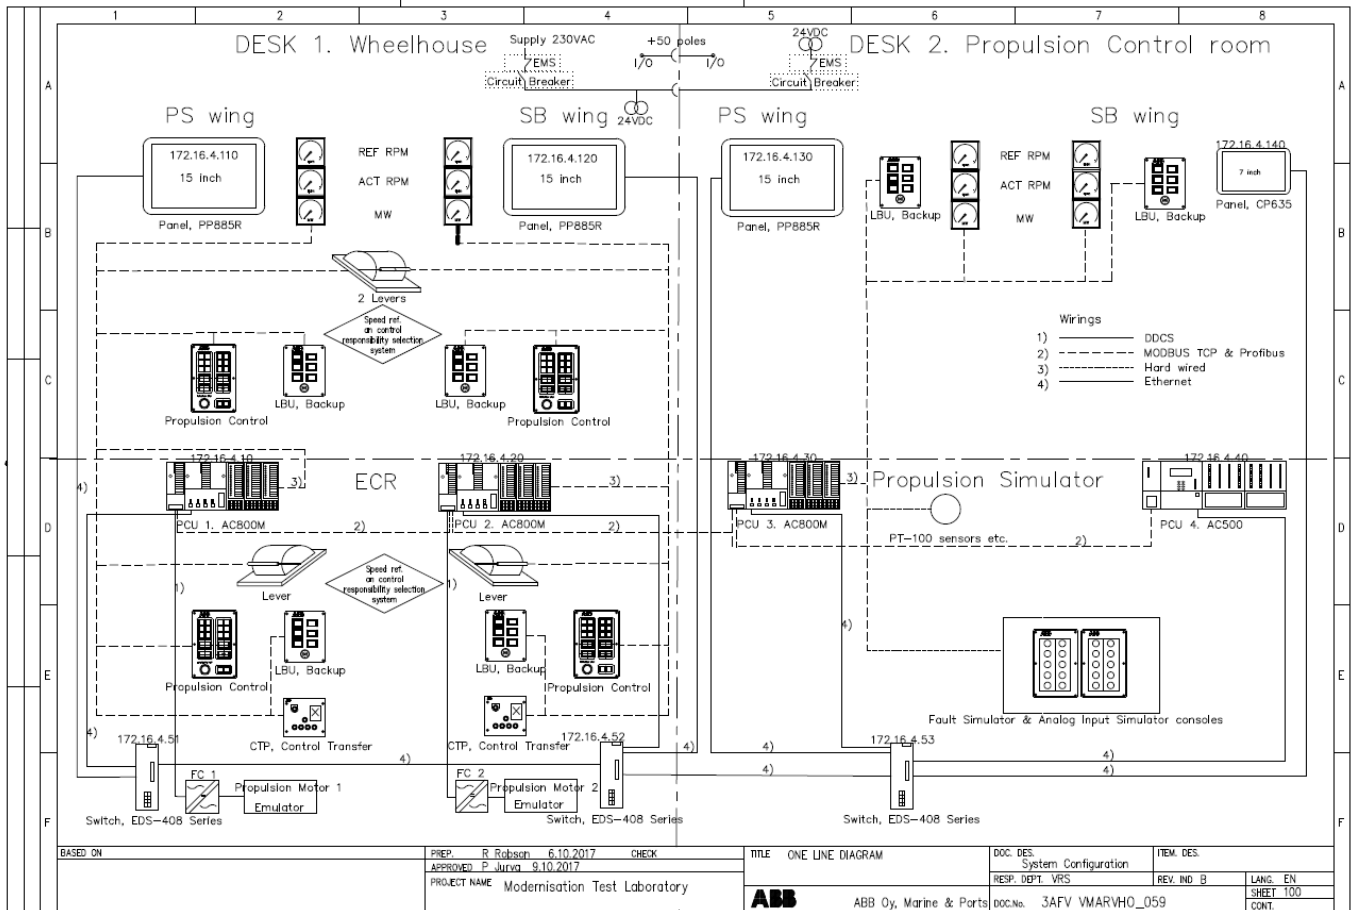 1 2 3 4 5 6 7 8
DESK 1. Wheelhouse
Supply 230VAC
+50 poles
24VDC
DESK 2. Propulsion Control room
I/O I/O
EMS
EMS
Circuit Breaker
Circuit Breaker
A
A
24VDC
PS wing
SB wing
PS wing
SB wing
172.16.4.110
15 inch
Panel, PP885R
REF RPM
ACT RPM
MW
172.16.4.120
15 inch
Panel, PP885R
172.16.4.130
15 inch
Panel, PP885R
ABB
LBU, Backup
REF RPM
ACT RPM
MW
ABB
LBU, Backup
172.16.4.140
7 inch
Panel, CP635
B
B
2 Levers
Speed ref.
an control
responsibility selection
system
Propulsion Control
LBU, Backup
LBU, Backup
Propulsion Control
Wirings
1) DDCS
2) MODBUS TCP & Profibus
3) Hard wired
4) Ethernet
C
C
172.16.4.10
172.16.4.20
172.16.4.30
172.16.4.40
4)
3)
ECR
3)
3)
Propulsion Simulator
PCU 1. AC800M
2)
PCU 2. AC800M
2)
PCU 3. AC800M
PCU 4. AC500
PT-100 sensors etc.
2)
D
D
Speed ref.
an control
responsibility selection
system
1)
1)
Lever
Lever
4)
ABB
ABB
ABB
ABB
LBU, Backup
LBU, Backup
Propulsion Control
Propulsion Control
E
E
ABB ABB
Fault Simulator & Analog Input Simulator consoles
CTP, Control Transfer
CTP, Control Transfer
4)
172.16.4.51
172.16.4.52
172.16.4.53
4)
4)
4)
4)
4)
4)
FC 1
Propulsion Motor 1
Emulator
FC 2
Propulsion Motor 2
Emulator
Switch, EDS-408 Series
Switch, EDS-408 Series
Switch, EDS-408 Series
F
F
BASED ON
PREP. R Robson 6.10.2017 CHECK
APPROVED P Jurva 9.10.2017
PROJECT NAME Modernisation Test Laboratory
TITLE ONE LINE DIAGRAM
ABB ABB Oy, Marine & Ports
DOC. DES. System Configuration
ITEM. DES.
RESP. DEPT. VRS
REV. IND B
LANG. EN
DOC.No. 3AFV VMARVHO_059
SHEET 100
CONT.